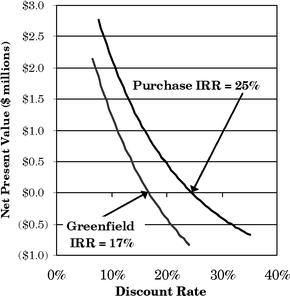 $3.0
$2.5
$2.0
$1.5
$1.0
$0.5
$0.0
($0.5)
($1.0)
Net Present Value ($ millions)
Purchase IRR = 25%
Greenfield
IRR = 17%
0% 10% 20% 30% 40%
Discount Rate